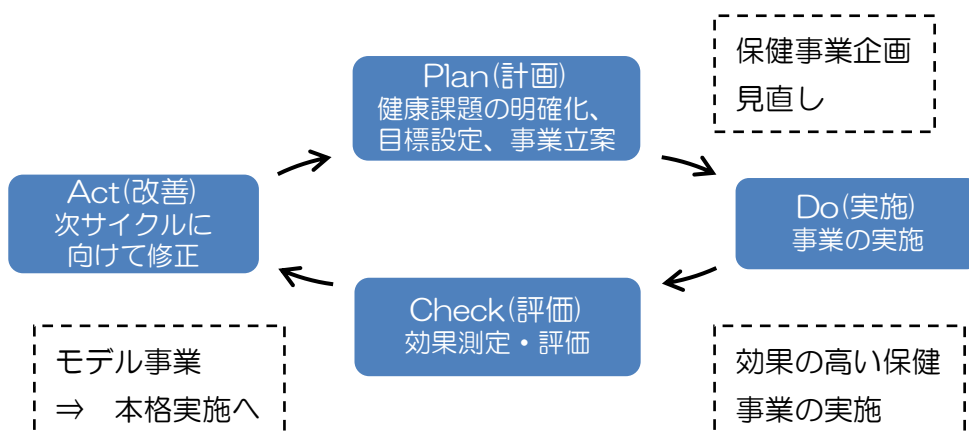 Plan(計画)
健康課題の明確化、
目標設定、事業立案
保健事業企画
見直し
Act(改善)
次サイクルに
向けて修正
Do(実施)
事業の実施
Check(評価)
効果測定・評価
モデル事業
⇒　本格実施へ
効果の高い保健
事業の実施